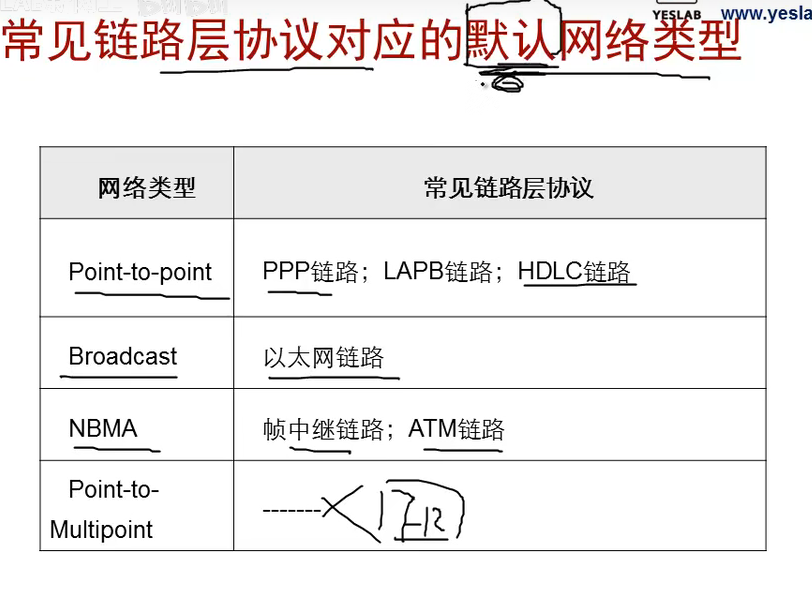 YESLAB www.yesla
常见链路层协议对应的默认网络类型
网络类型 常见链路层协议
Point-to-point PPP链路；LAPB链路；HDLC链路
Broadcast 以太网链路
NBMA 帧中继链路；ATM链路
Point-to-
Multipoint -------